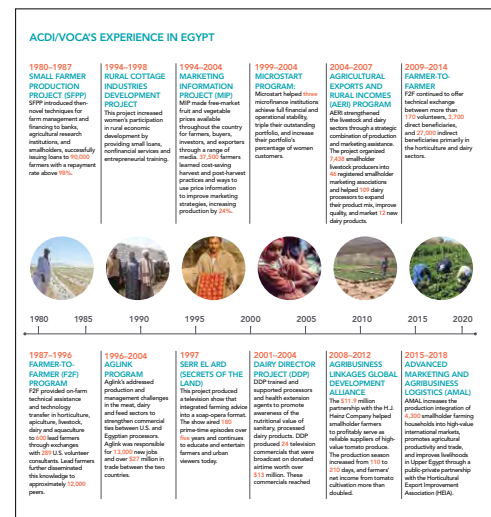 ACDI/VOCA'S EXPERIENCE IN EGYPT
1980–1987
SMALL FARMER
PRODUCTION
PROJECT (SFPP)
SFPP introduced then-
novel techniques for
farm management and
financing to banks,
agricultural research
institutions, and
smallholders, successfully
issuing loans to 90,000
farmers with a repayment
rate above 98%.
1994–1998
RURAL COTTAGE
INDUSTRIES
DEVELOPMENT
PROJECT
This project increased
women's participation
in rural economic
development by
providing small loans,
nonfinancial services and
entrepreneurial training.
1994–2004
MARKETING
INFORMATION
PROJECT (MIP)
MIP made free-market
fruit and vegetable
prices available
throughout the country
for farmers, buyers,
investors, and exporters
through a range of
media. 37,500 farmers
learned cost-saving
harvest and post-harvest
practices and ways to
use price information
to improve marketing
strategies, increasing
production by 24%.
1999–2004
MICROSTART
PROGRAM:
Microstart helped three
microfinance institutions
achieve full financial and
operational stability,
triple their outstanding
portfolio, and increase
their portfolio's
percentage of women
customers.
2004–2007
AGRICULTURAL
EXPORTS AND
RURAL INCOMES
(AERI) PROGRAM
AERI strengthened
the livestock and dairy
sectors through a strategic
combination of production
and marketing assistance.
The project organized
7,438 smallholder
livestock producers into
46 registered smallholder
marketing associations
and helped 109 dairy
processors to expand
their product mix, improve
quality, and market 12 new
dairy products.
2009–2014
FARMER-TO-
FARMER
F2F continued to offer
technical exchange
between more than
170 volunteers, 3,700
direct beneficiaries,
and 27,000 indirect
beneficiaries primarily in
the horticulture and dairy
sectors.
1980 1985 1990 1995 2000 2005 2010 2015 2020
1987–1996
FARMER-TO-
FARMER (F2F)
PROGRAM
F2F provided on-farm
technical assistance
and technology
transfer in horticulture,
apiculture, livestock,
dairy and aquaculture
to 600 lead farmers
through exchanges
with 289 U.S. volunteer
consultants. Lead farmers
further disseminated
this knowledge to
approximately 12,000
peers.
1996–2004
AGLINK
PROGRAM
Aglink's addressed
production and
management challenges
in the meat, dairy
and feed sectors to
strengthen commercial
ties between U.S. and
Egyptian processors.
Aglink was responsible
for 13,000 new jobs
and over $27 million in
trade between the two
countries.
1997
SERR EL ARD
(SECRETS OF THE
LAND)
This project produced
a television show that
integrated farming advice
into a soap-opera format.
The show aired 180
prime-time episodes over
five years and continues
to educate and entertain
farmers and urban
viewers today.
2001–2004
DAIRY DIRECTOR
PROJECT (DDP)
DDP trained and
supported processors
and health extension
agents to promote
awareness of the
nutritional value of
sanitary, processed
dairy products. DDP
produced 24 television
commercials that were
broadcast on donated
airtime worth over
$13 million. These
commercials reached
2008–2012
AGRIBUSINESS
LINKAGES GLOBAL
DEVELOPMENT
ALLIANCE
The $11.9 million
partnership with the H.J.
Heinz Company helped
smallholder farmers
to profitably serve as
reliable suppliers of high-
value tomato produce.
The production season
increased from 110 to
210 days, and farmers'
net income from tomato
cultivation more than
doubled.
2015–2018
ADVANCED
MARKETING AND
AGRIBUSINESS
LOGISTICS (AMAL)
AMAL increases the
production integration of
4,300 smallholder farming
households into high-value
international markets,
promotes agricultural
productivity and trade,
and improves livelihoods
in Upper Egypt through a
public-private partnership
with the Horticultural
Export Improvement
Association (HEIA).